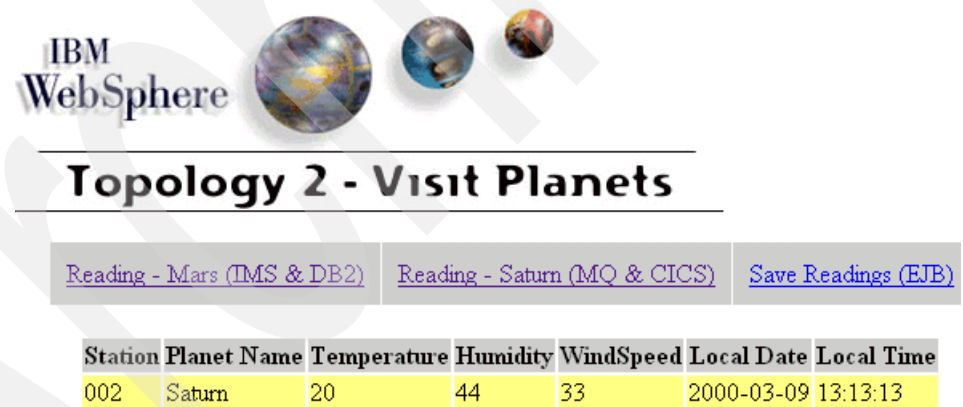 IBM
WebSphere
Topology 2 - Visit Planets
Reading - Mars (IMS & DB2) Reading - Saturn (MQ & CICS) Save Readings (EJB)
Station Planet Name Temperature Humidity WindSpeed Local Date Local Time
002 Saturn 20 44 33 2000-03-09 13:13:13